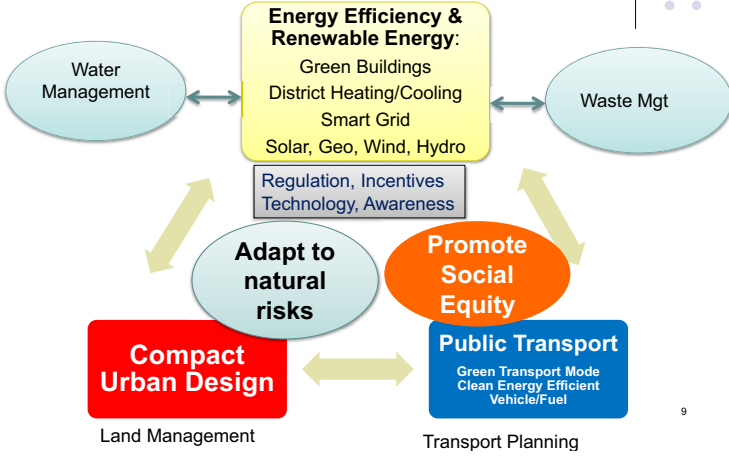 Energy Efficiency &
Renewable Energy:
Green Buildings
District Heating/Cooling
Smart Grid
Solar, Geo, Wind, Hydro
Water
Management
Waste Mgt
Regulation, Incentives
Technology, Awareness
Adapt to
natural
risks
Promote
Social
Equity
Compact
Urban Design
Public Transport
Green Transport Mode
Clean Energy Efficient
Vehicle/Fuel
Land Management
Transport Planning
9